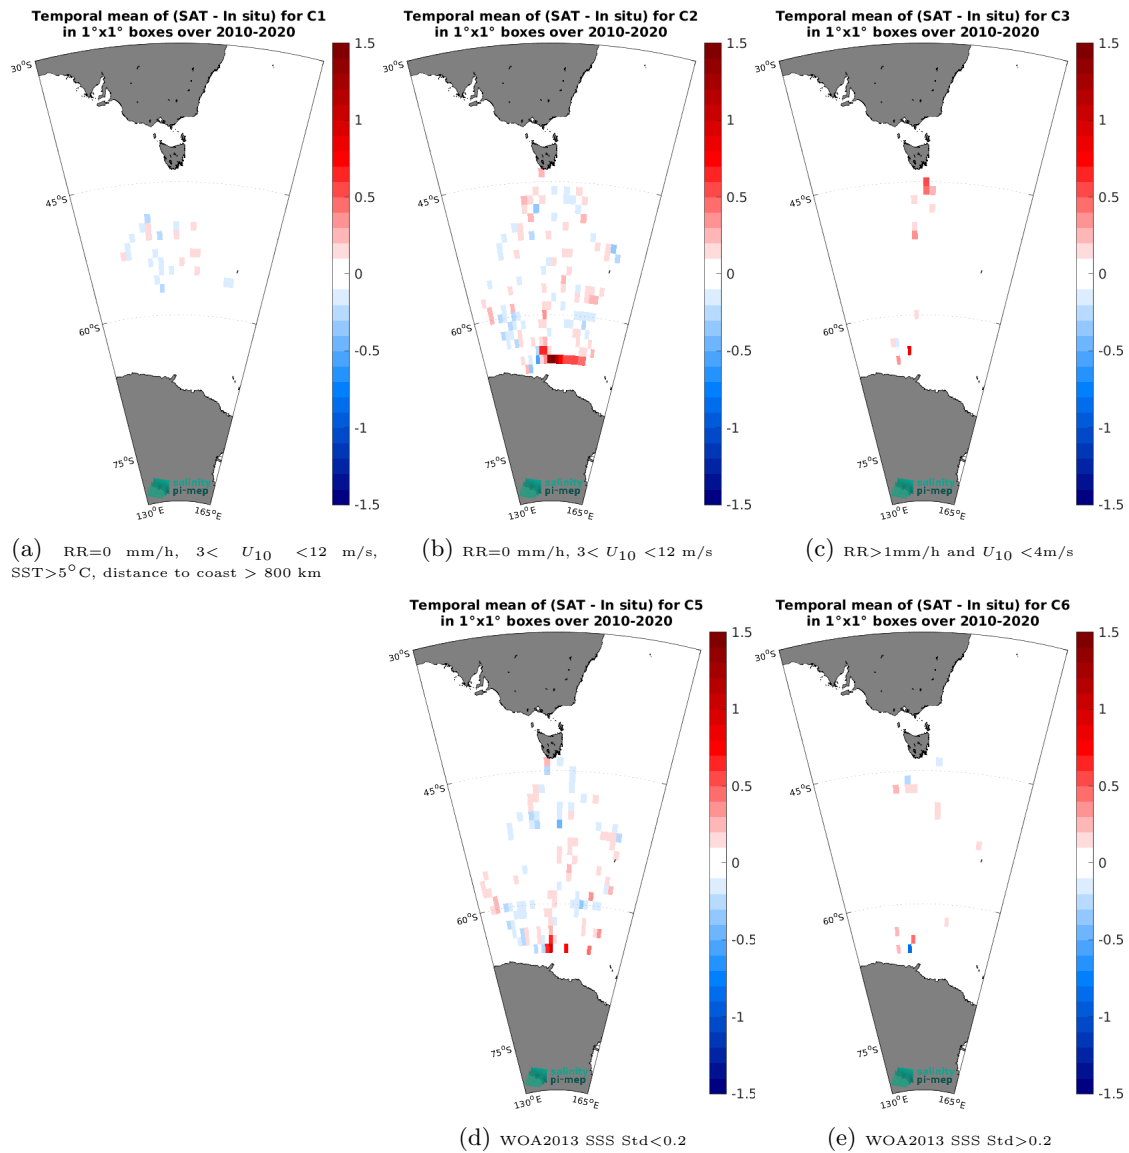 Temporal mean of (SAT - In situ) for C1
in 1°x1° boxes over 2010-2020
30°S
45°S
60°S
75°S
130°E
165°E
salinity
pi-mep
1.5
1
0.5
0
-0.5
-1
-1.5
(a) RR=0 mm/h, 3< U10 <12 m/s,
SST>5°C, distance to coast > 800 km
Temporal mean of (SAT - In situ) for C2
in 1°x1° boxes over 2010-2020
30°S
45°S
60°S
75°S
130°E
165°E
salinity
pi-mep
1.5
1
0.5
0
-0.5
-1
-1.5
(b) RR=0 mm/h, 3< U10 <12 m/s
Temporal mean of (SAT - In situ) for C3
in 1°x1° boxes over 2010-2020
30°S
45°S
60°S
75°S
130°E
165°E
salinity
pi-mep
1.5
1
0.5
0
-0.5
-1
-1.5
(c) RR>1mm/h and U10 <4m/s
Temporal mean of (SAT - In situ) for C5
in 1°x1° boxes over 2010-2020
30°S
45°S
60°S
75°S
130°E
165°E
salinity
pi-mep
1.5
1
0.5
0
-0.5
-1
-1.5
(d) WOA2013 SSS Std<0.2
Temporal mean of (SAT - In situ) for C6
in 1°x1° boxes over 2010-2020
30°S
45°S
60°S
75°S
130°E
165°E
salinity
pi-mep
1.5
1
0.5
0
-0.5
-1
-1.5
(e) WOA2013 SSS Std>0.2